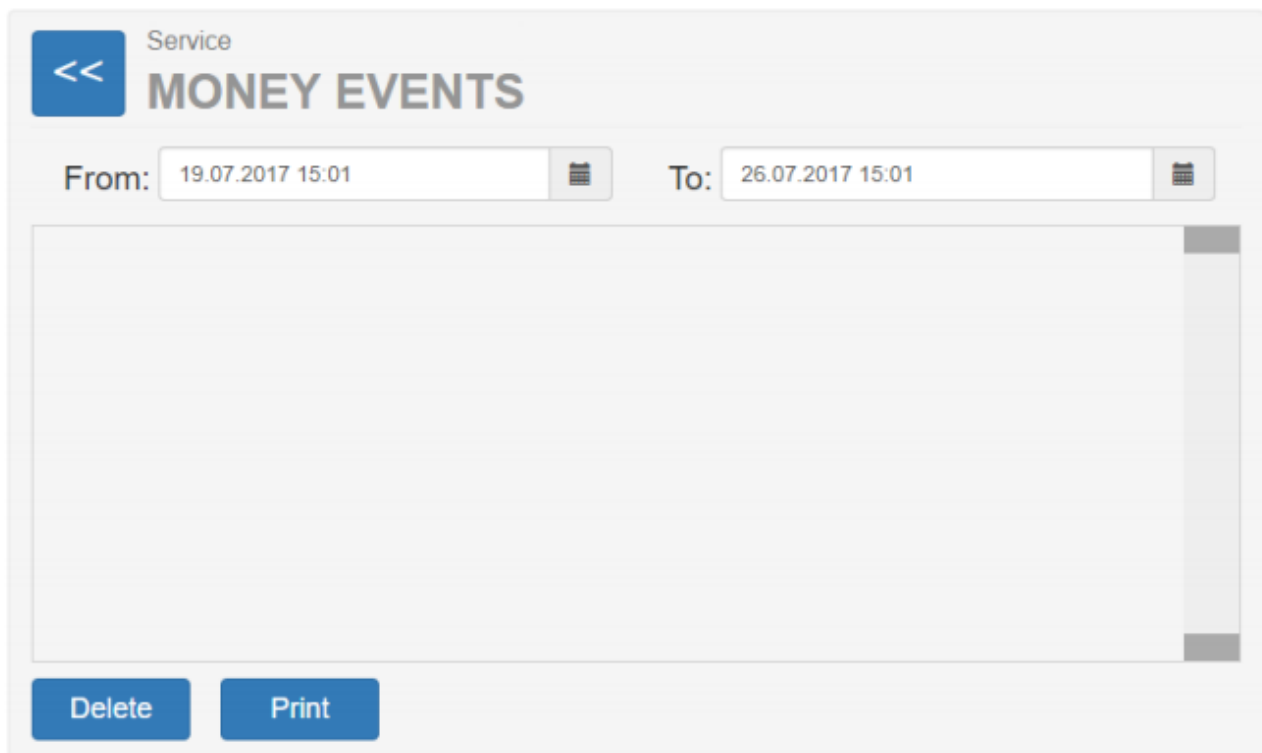 <<
Service
MONEY EVENTS
From: 19.07.2017 15:01 To: 26.07.2017 15:01
Delete Print